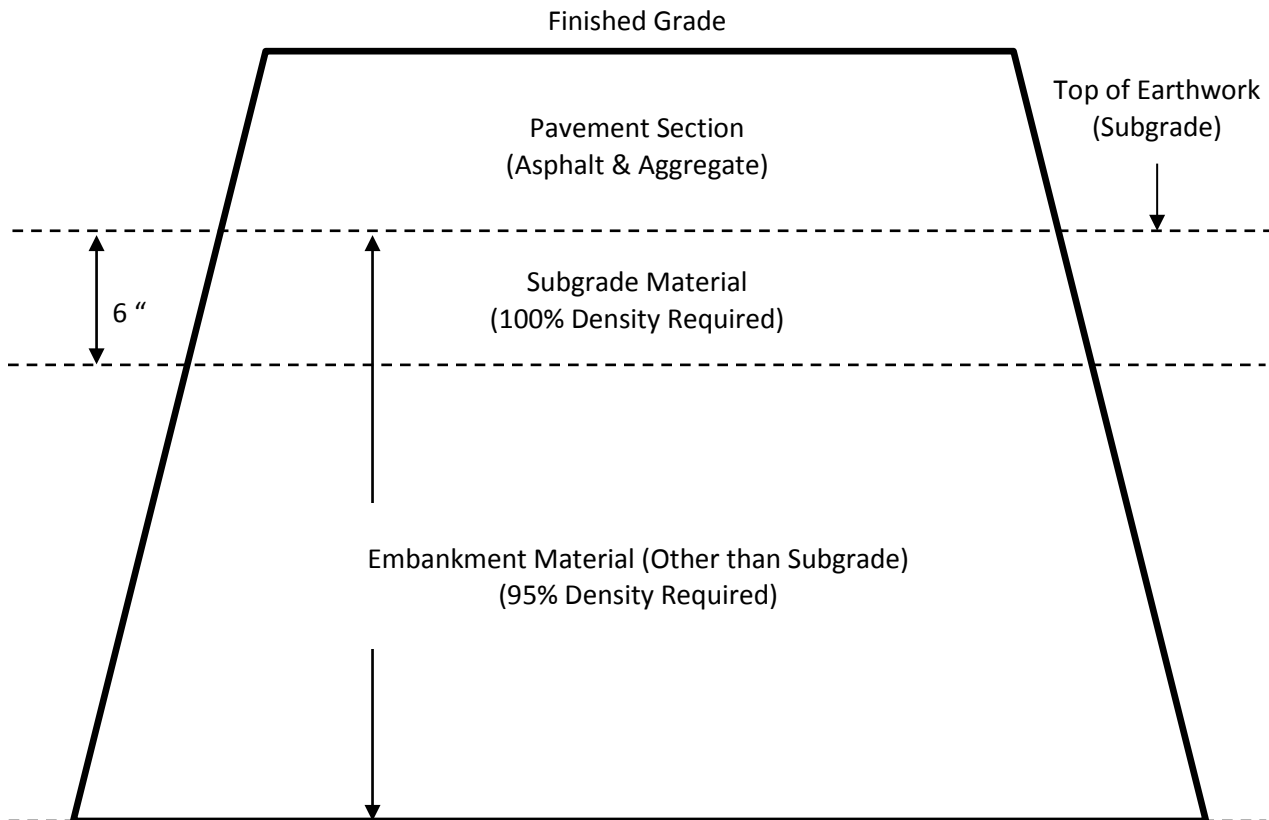 Finished Grade
Top of Earthwork
(Subgrade)
Pavement Section
(Asphalt & Aggregate)
Subgrade Material
(100% Density Required)
6 “
Embankment Material (Other than Subgrade)
(95% Density Required)